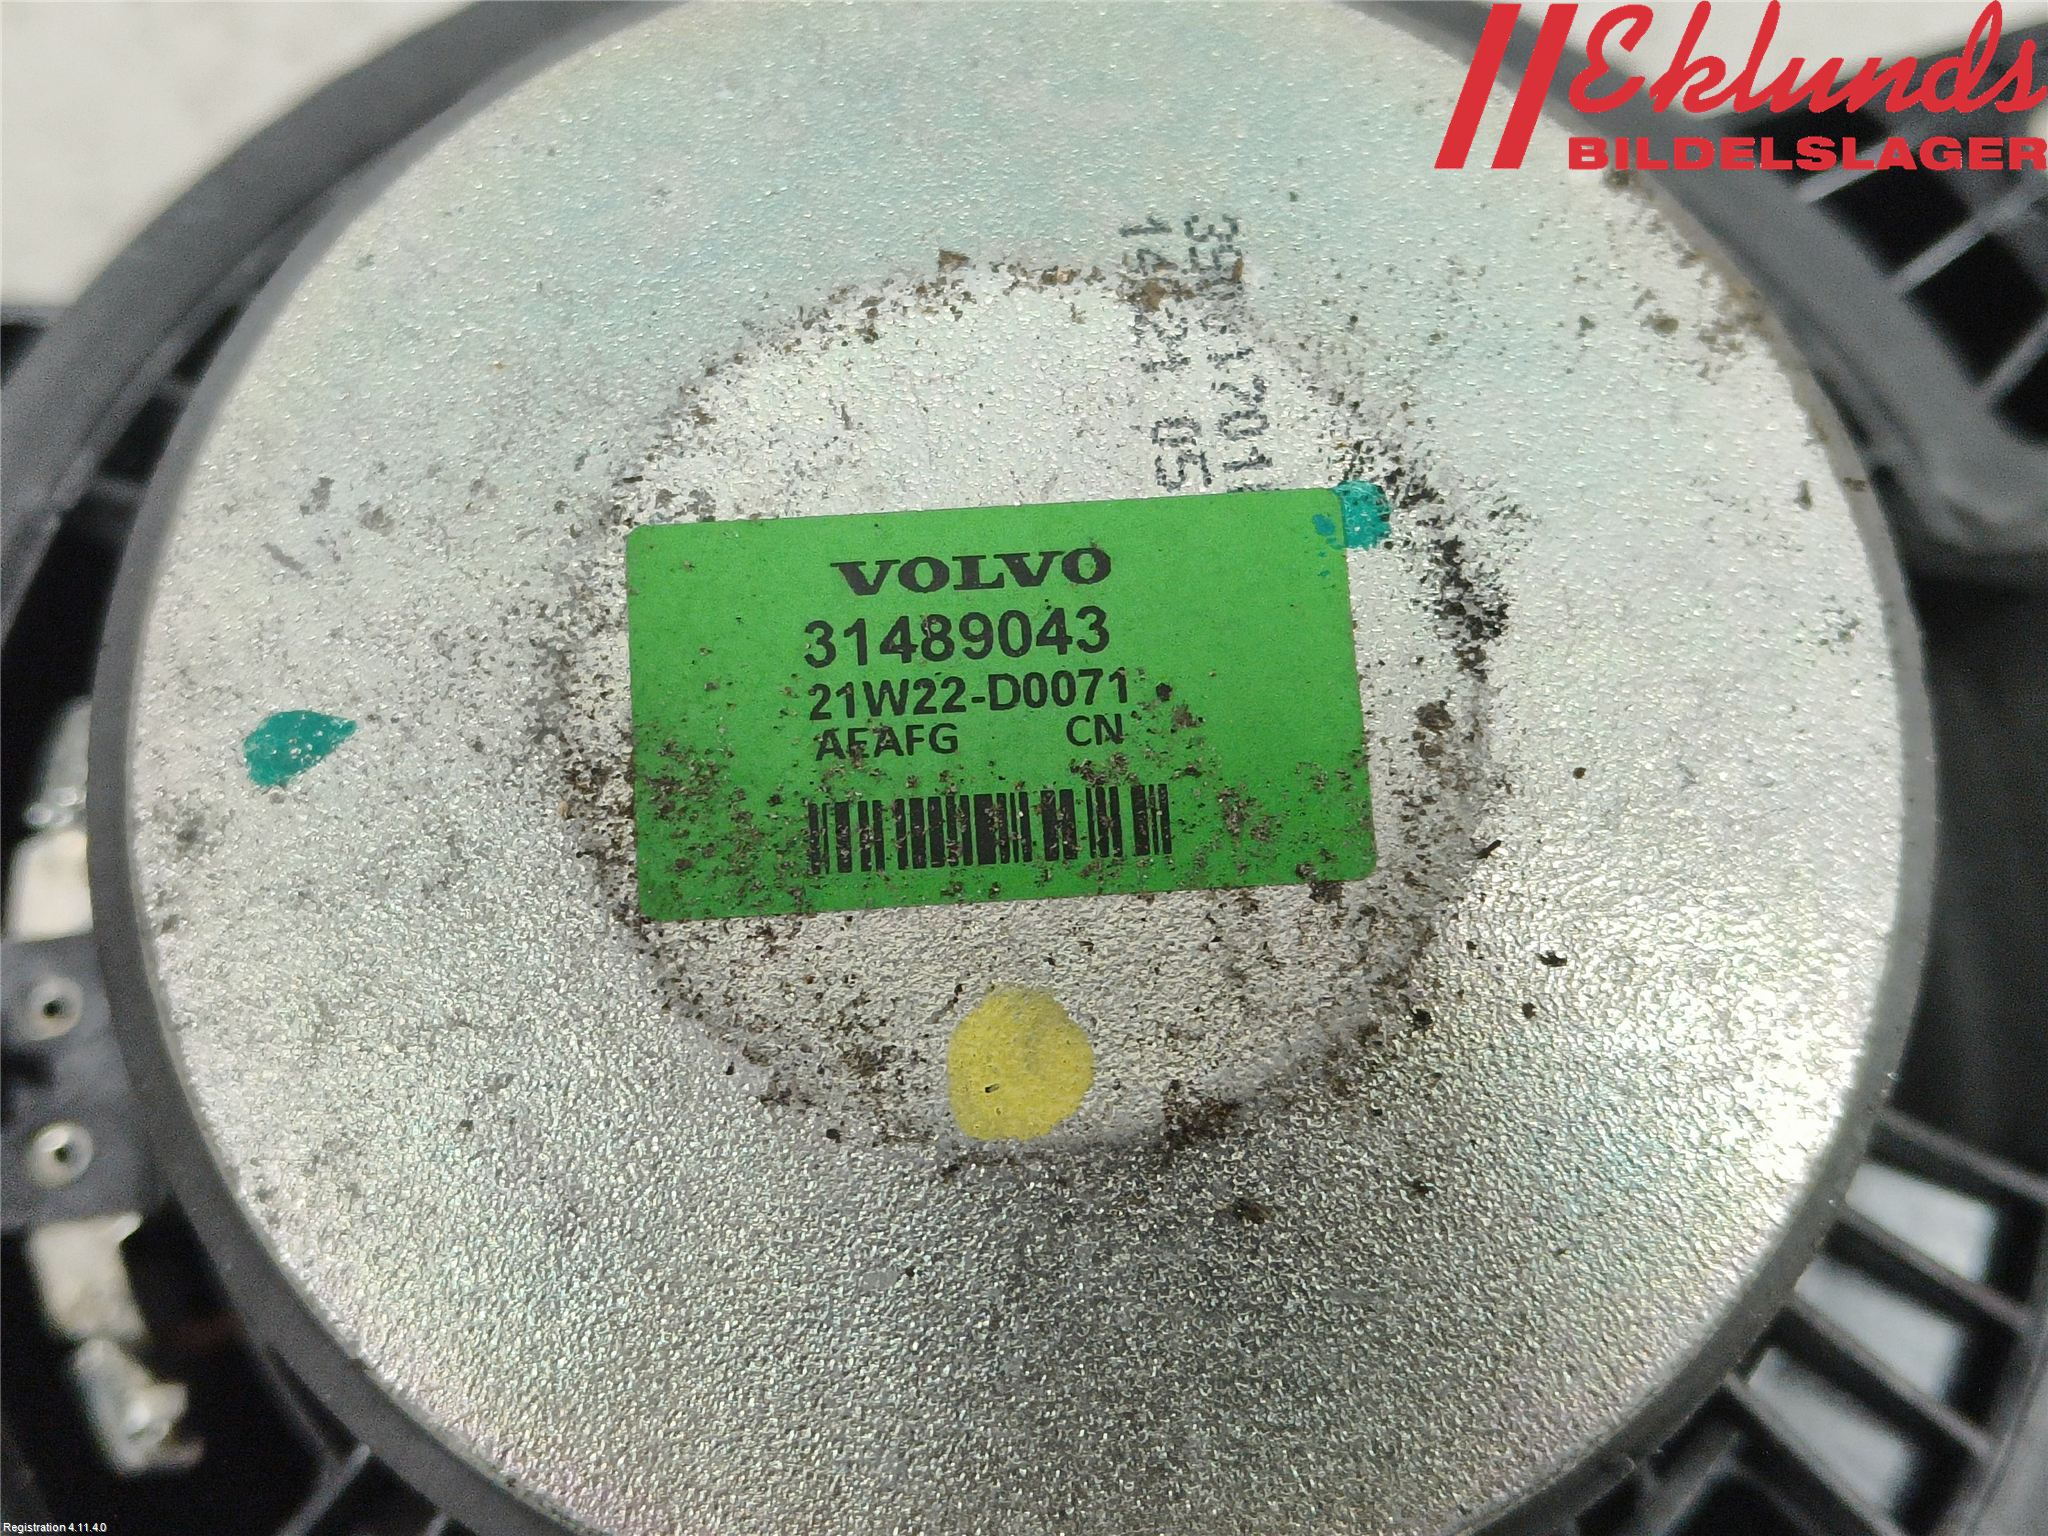 Eklunds
BILDELSLAGER
VOLVO
31489043
21W22-D0071
AFAFG CN
Registration 4.11.4.0